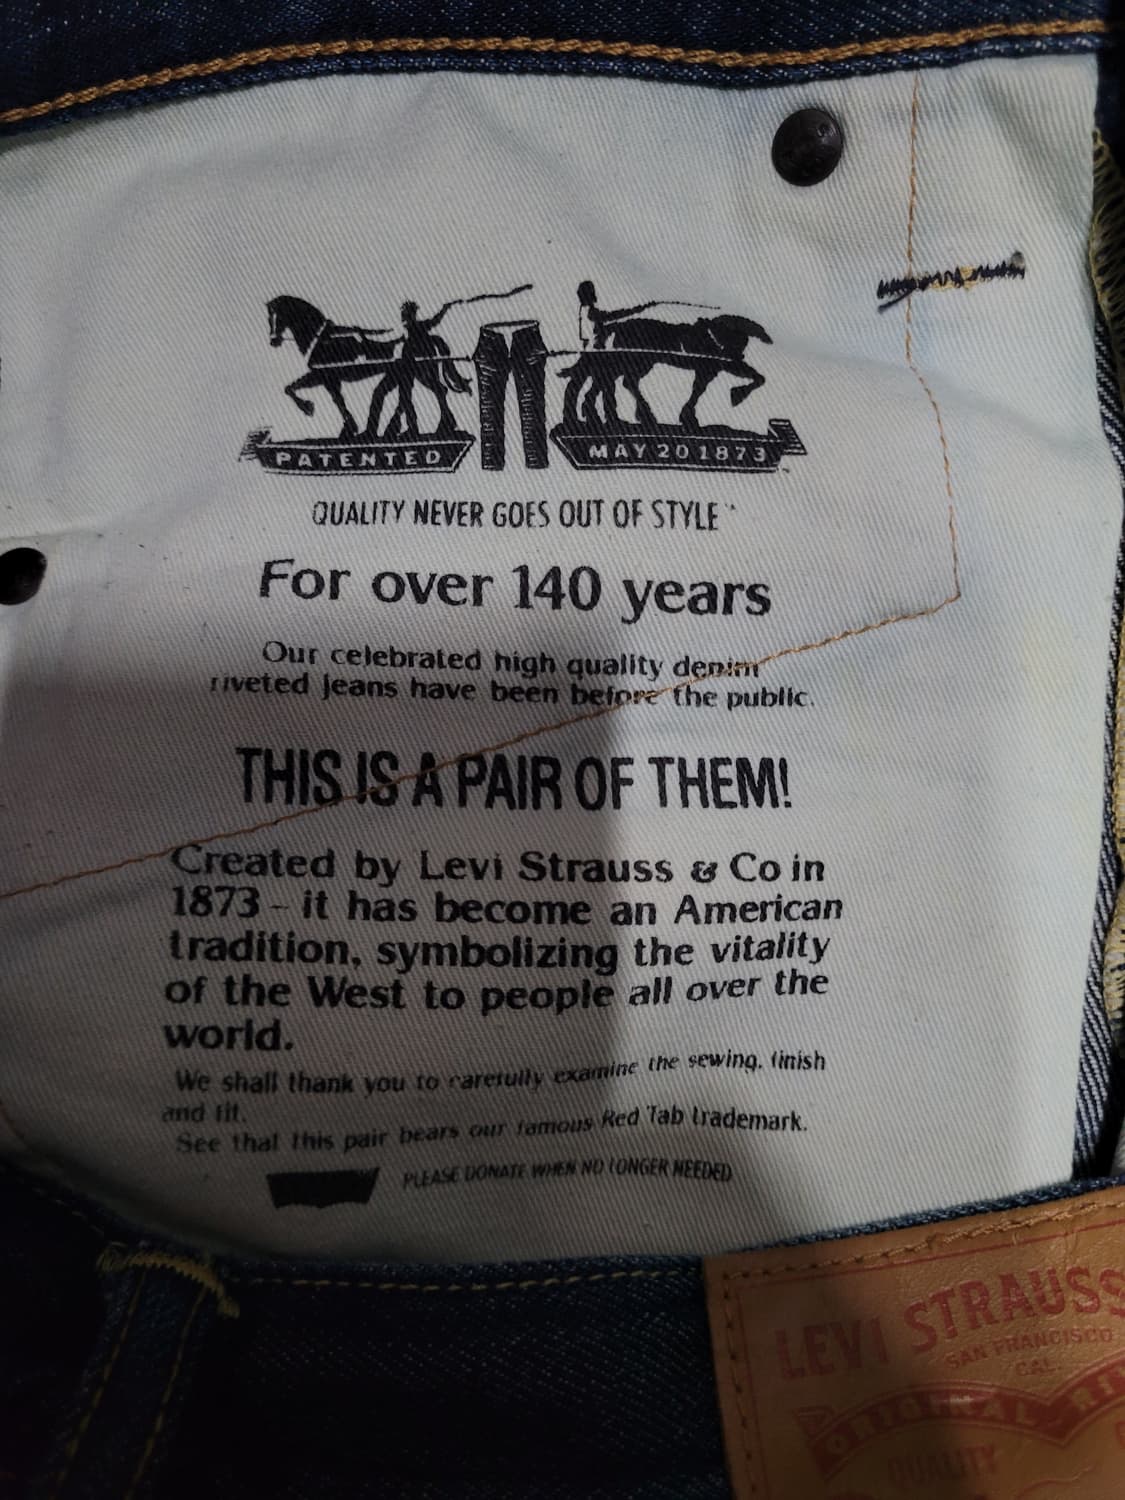 PATENTED
MAY 20 1873
QUALITY NEVER GOES OUT OF STYLE™
For over 140 years
Our celebrated high quality denim
riveted jeans have been before the public.
THIS IS A PAIR OF THEM!
Created by Levi Strauss & Co in
1873 – it has become an American
tradition, symbolizing the vitality
of the West to people all over the
world.
We shall thank you to carefully examine the sewing, finish
and fit.
See that this pair bears our famous Red Tab trademark.
PLEASE DONATE WHEN NO LONGER NEEDED
LEVI STRAUSS
SAN FRANCISCO
CAL.
ORIGINAL
QUALITY